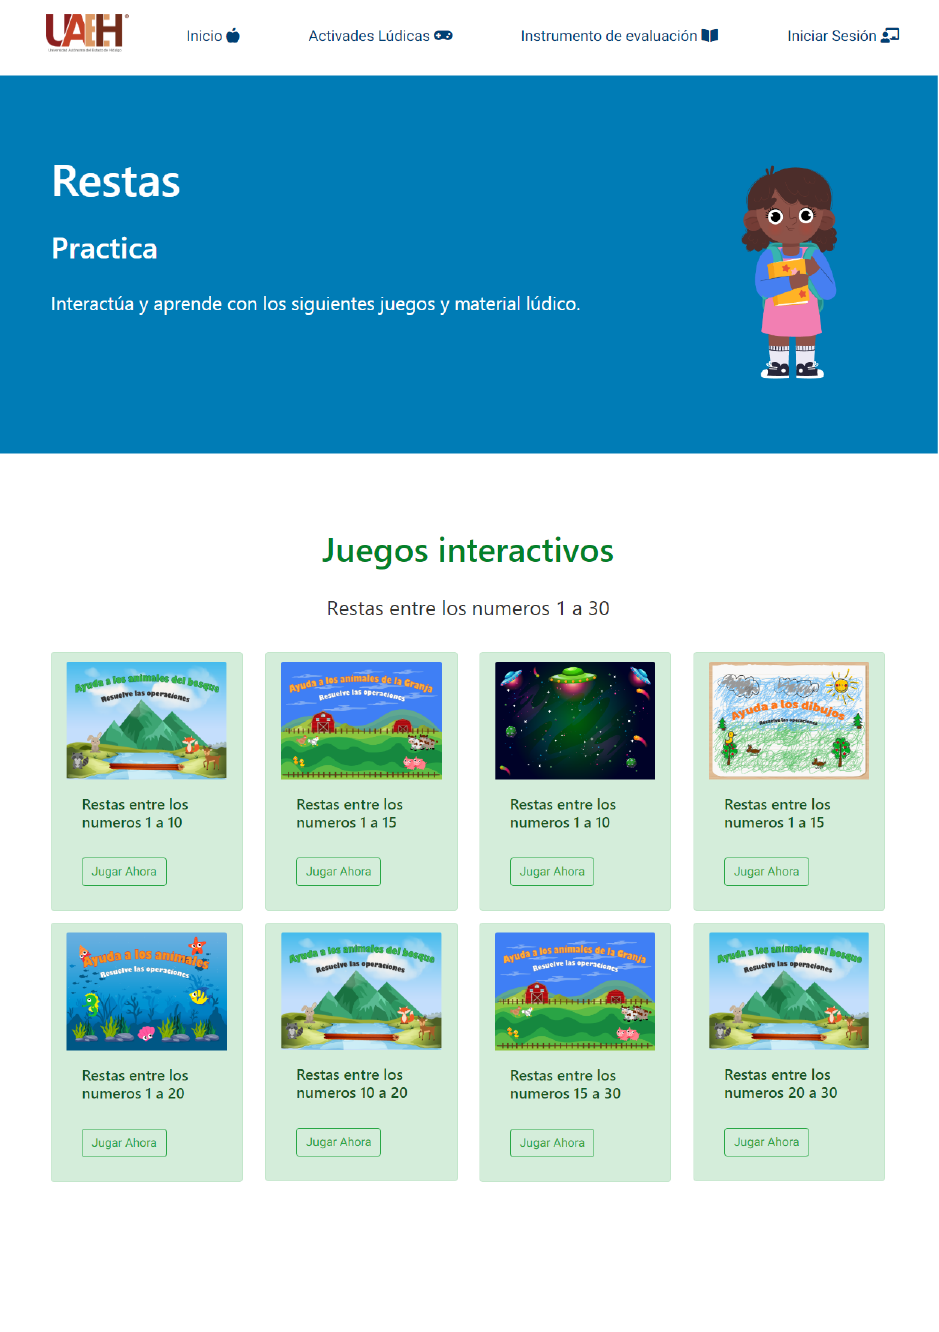 UAEH
Universidad Autónoma del Estado de Hidalgo
Inicio
Activades Lúdicas
Instrumento de evaluación
Iniciar Sesión
Restas
Practica
Interactúa y aprende con los siguientes juegos y material lúdico.
Juegos interactivos
Restas entre los numeros 1 a 30
Ayuda a los animales del bosque
Resuelve las operaciones
Restas entre los
numeros 1 a 10
Jugar Ahora
Ayuda a los animales de la Granja
Resuelve las operaciones
Restas entre los
numeros 1 a 15
Jugar Ahora
Restas entre los
numeros 1 a 10
Jugar Ahora
Ayuda a los dibujos
Resuelve las operaciones
Restas entre los
numeros 1 a 15
Jugar Ahora
Ayuda a los animales
Resuelve las operaciones
Restas entre los
numeros 1 a 20
Jugar Ahora
Ayuda a los animales del bosque
Resuelve las operaciones
Restas entre los
numeros 10 a 20
Jugar Ahora
Ayuda a los animales de la Granja
Resuelve las operaciones
Restas entre los
numeros 15 a 30
Jugar Ahora
Ayuda a los animales del bosque
Resuelve las operaciones
Restas entre los
numeros 20 a 30
Jugar Ahora